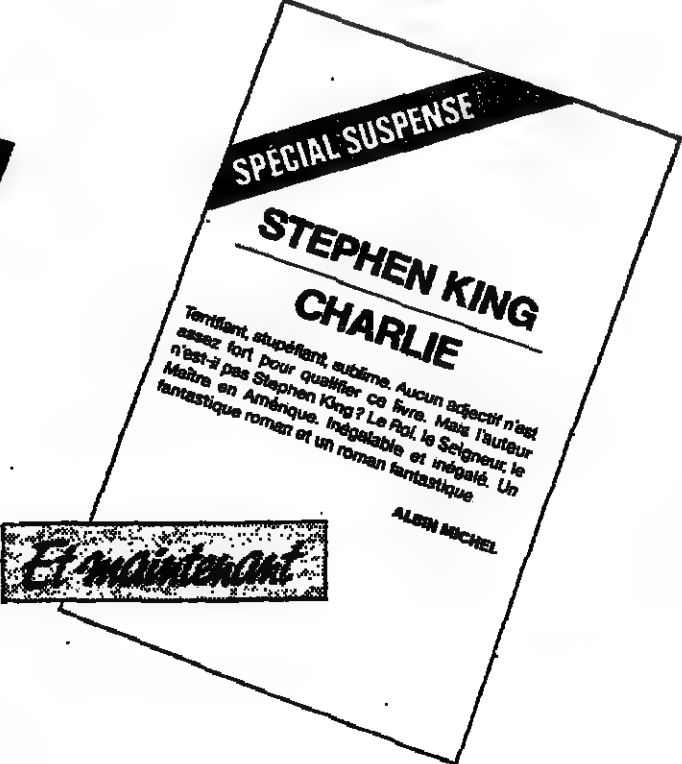 SPÉCIAL SUSPENSE
STEPHEN KING
CHARLIE
Terrifiant, stupéfiant, sublime. Aucun adjectif n'est
assez fort pour qualifier ce livre. Mais l'auteur
n'est-il pas Stephen King ? Le Roi, le Seigneur, le
Maître en Amérique. Inégalable et inégalé. Un
fantastique roman et un roman fantastique
ALBIN MICHEL
Et maintenant